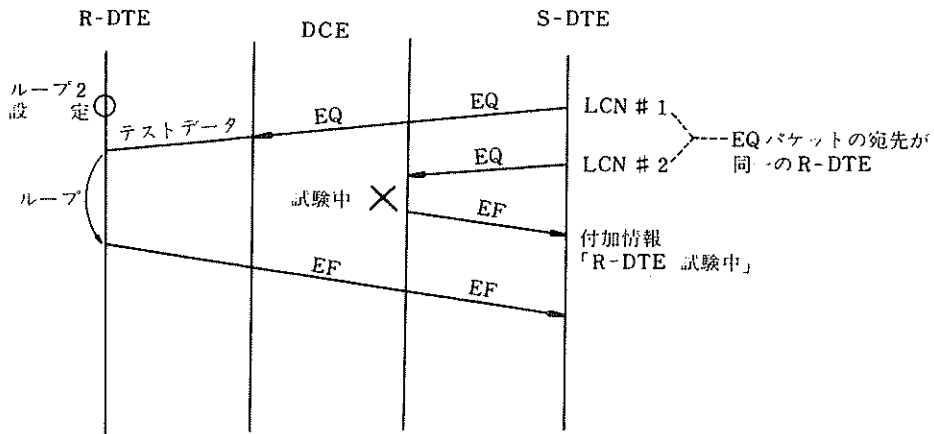 R-DTE
DCE
S-DTE
ループ2
設 定
テストデータ
EQ
EQ
LCN #1
EQ
LCN #2
EQパケットの宛先が
同一のR-DTE
ループ
試験中
EF
付加情報
「R-DTE 試験中」
EF
EF